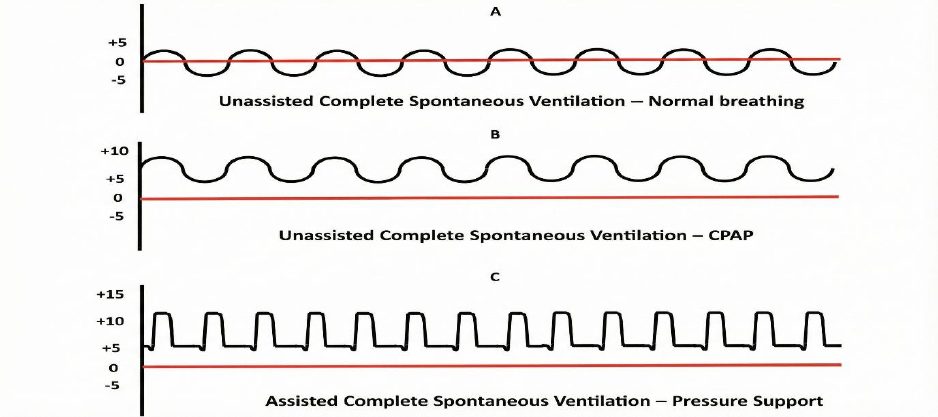 A
+5
0
-5
Unassisted Complete Spontaneous Ventilation – Normal breathing
B
+10
+5
0
-5
Unassisted Complete Spontaneous Ventilation – CPAP
C
+15
+10
+5
0
-5
Assisted Complete Spontaneous Ventilation – Pressure Support